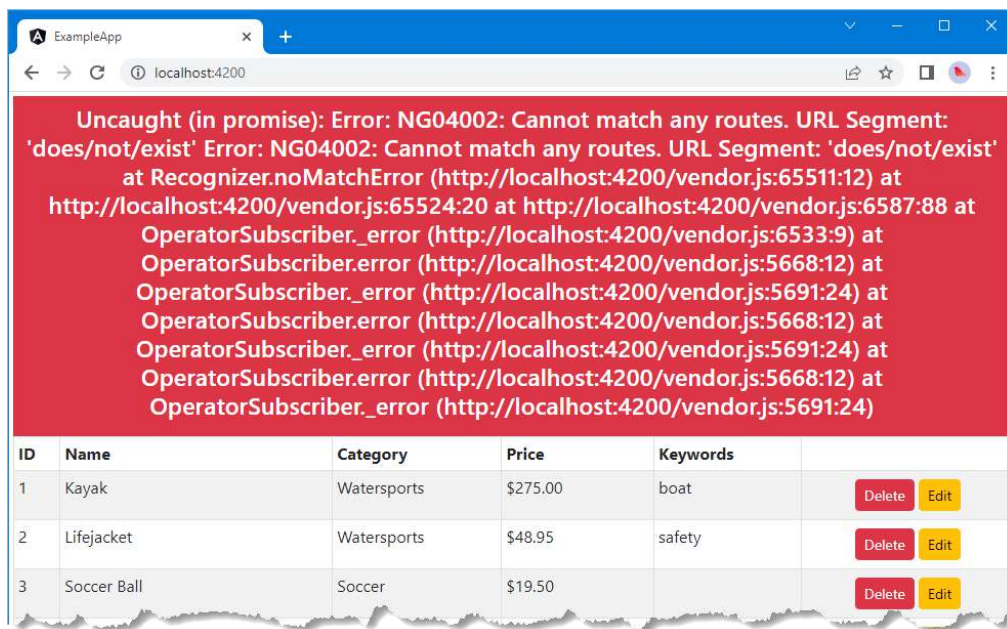 ExampleApp
localhost:4200
Uncaught (in promise): Error: NG04002: Cannot match any routes. URL Segment:
'does/not/exist' Error: NG04002: Cannot match any routes. URL Segment: 'does/not/exist'
at Recognizer.noMatchError (http://localhost:4200/vendor.js:65511:12) at
http://localhost:4200/vendor.js:65524:20 at http://localhost:4200/vendor.js:6587:88 at
OperatorSubscriber._error (http://localhost:4200/vendor.js:6533:9) at
OperatorSubscriber.error (http://localhost:4200/vendor.js:5668:12) at
OperatorSubscriber._error (http://localhost:4200/vendor.js:5691:24) at
OperatorSubscriber.error (http://localhost:4200/vendor.js:5668:12) at
OperatorSubscriber._error (http://localhost:4200/vendor.js:5691:24) at
OperatorSubscriber.error (http://localhost:4200/vendor.js:5668:12) at
OperatorSubscriber._error (http://localhost:4200/vendor.js:5691:24)
ID Name Category Price Keywords
1 Kayak Watersports $275.00 boat Delete Edit
2 Lifejacket Watersports $48.95 safety Delete Edit
3 Soccer Ball Soccer $19.50 Delete Edit